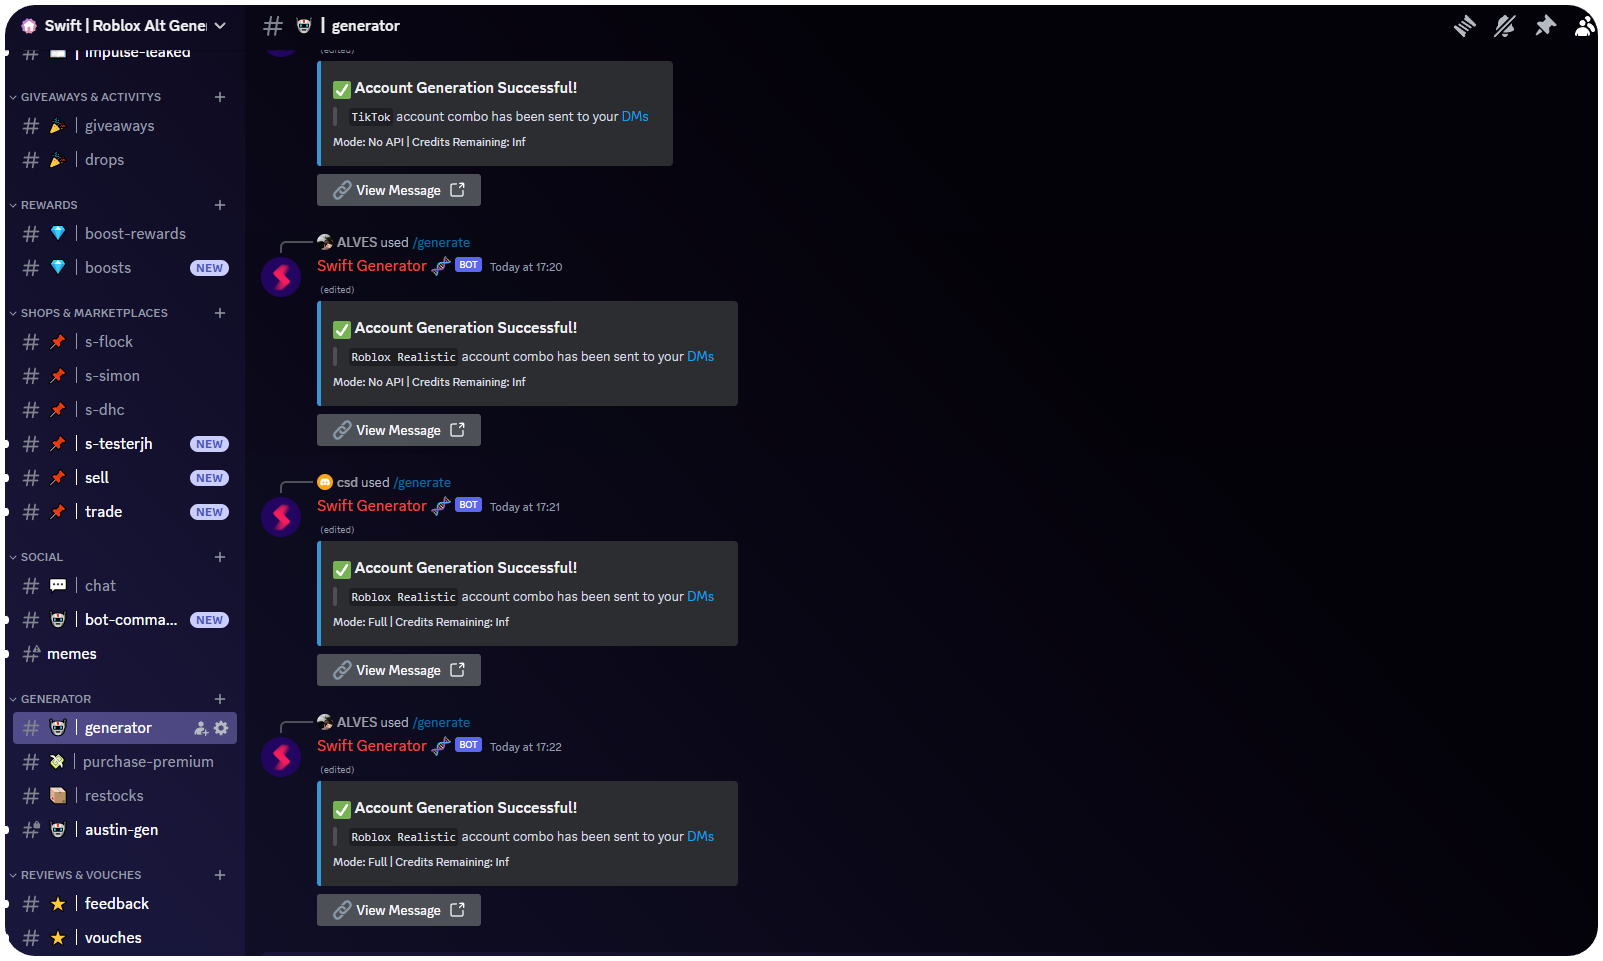 Swift | Roblox Alt Gene
impulse-leaked
GIVEAWAYS & ACTIVITYS
giveaways
drops
REWARDS
boost-rewards
boosts NEW
SHOPS & MARKETPLACES
s-flock
s-simon
s-dhc
s-testerjh NEW
sell NEW
trade NEW
SOCIAL
chat
bot-comma... NEW
memes
GENERATOR
generator
purchase-premium
restocks
austin-gen
REVIEWS & VOUCHES
feedback
vouches
| generator
(edited)
Account Generation Successful!
TikTok account combo has been sent to your DMs
Mode: No API | Credits Remaining: Inf
View Message
ALVES used /generate
Swift Generator BOT Today at 17:20
(edited)
Account Generation Successful!
Roblox Realistic account combo has been sent to your DMs
Mode: No API | Credits Remaining: Inf
View Message
csd used /generate
Swift Generator BOT Today at 17:21
(edited)
Account Generation Successful!
Roblox Realistic account combo has been sent to your DMs
Mode: Full | Credits Remaining: Inf
View Message
ALVES used /generate
Swift Generator BOT Today at 17:22
(edited)
Account Generation Successful!
Roblox Realistic account combo has been sent to your DMs
Mode: Full | Credits Remaining: Inf
View Message